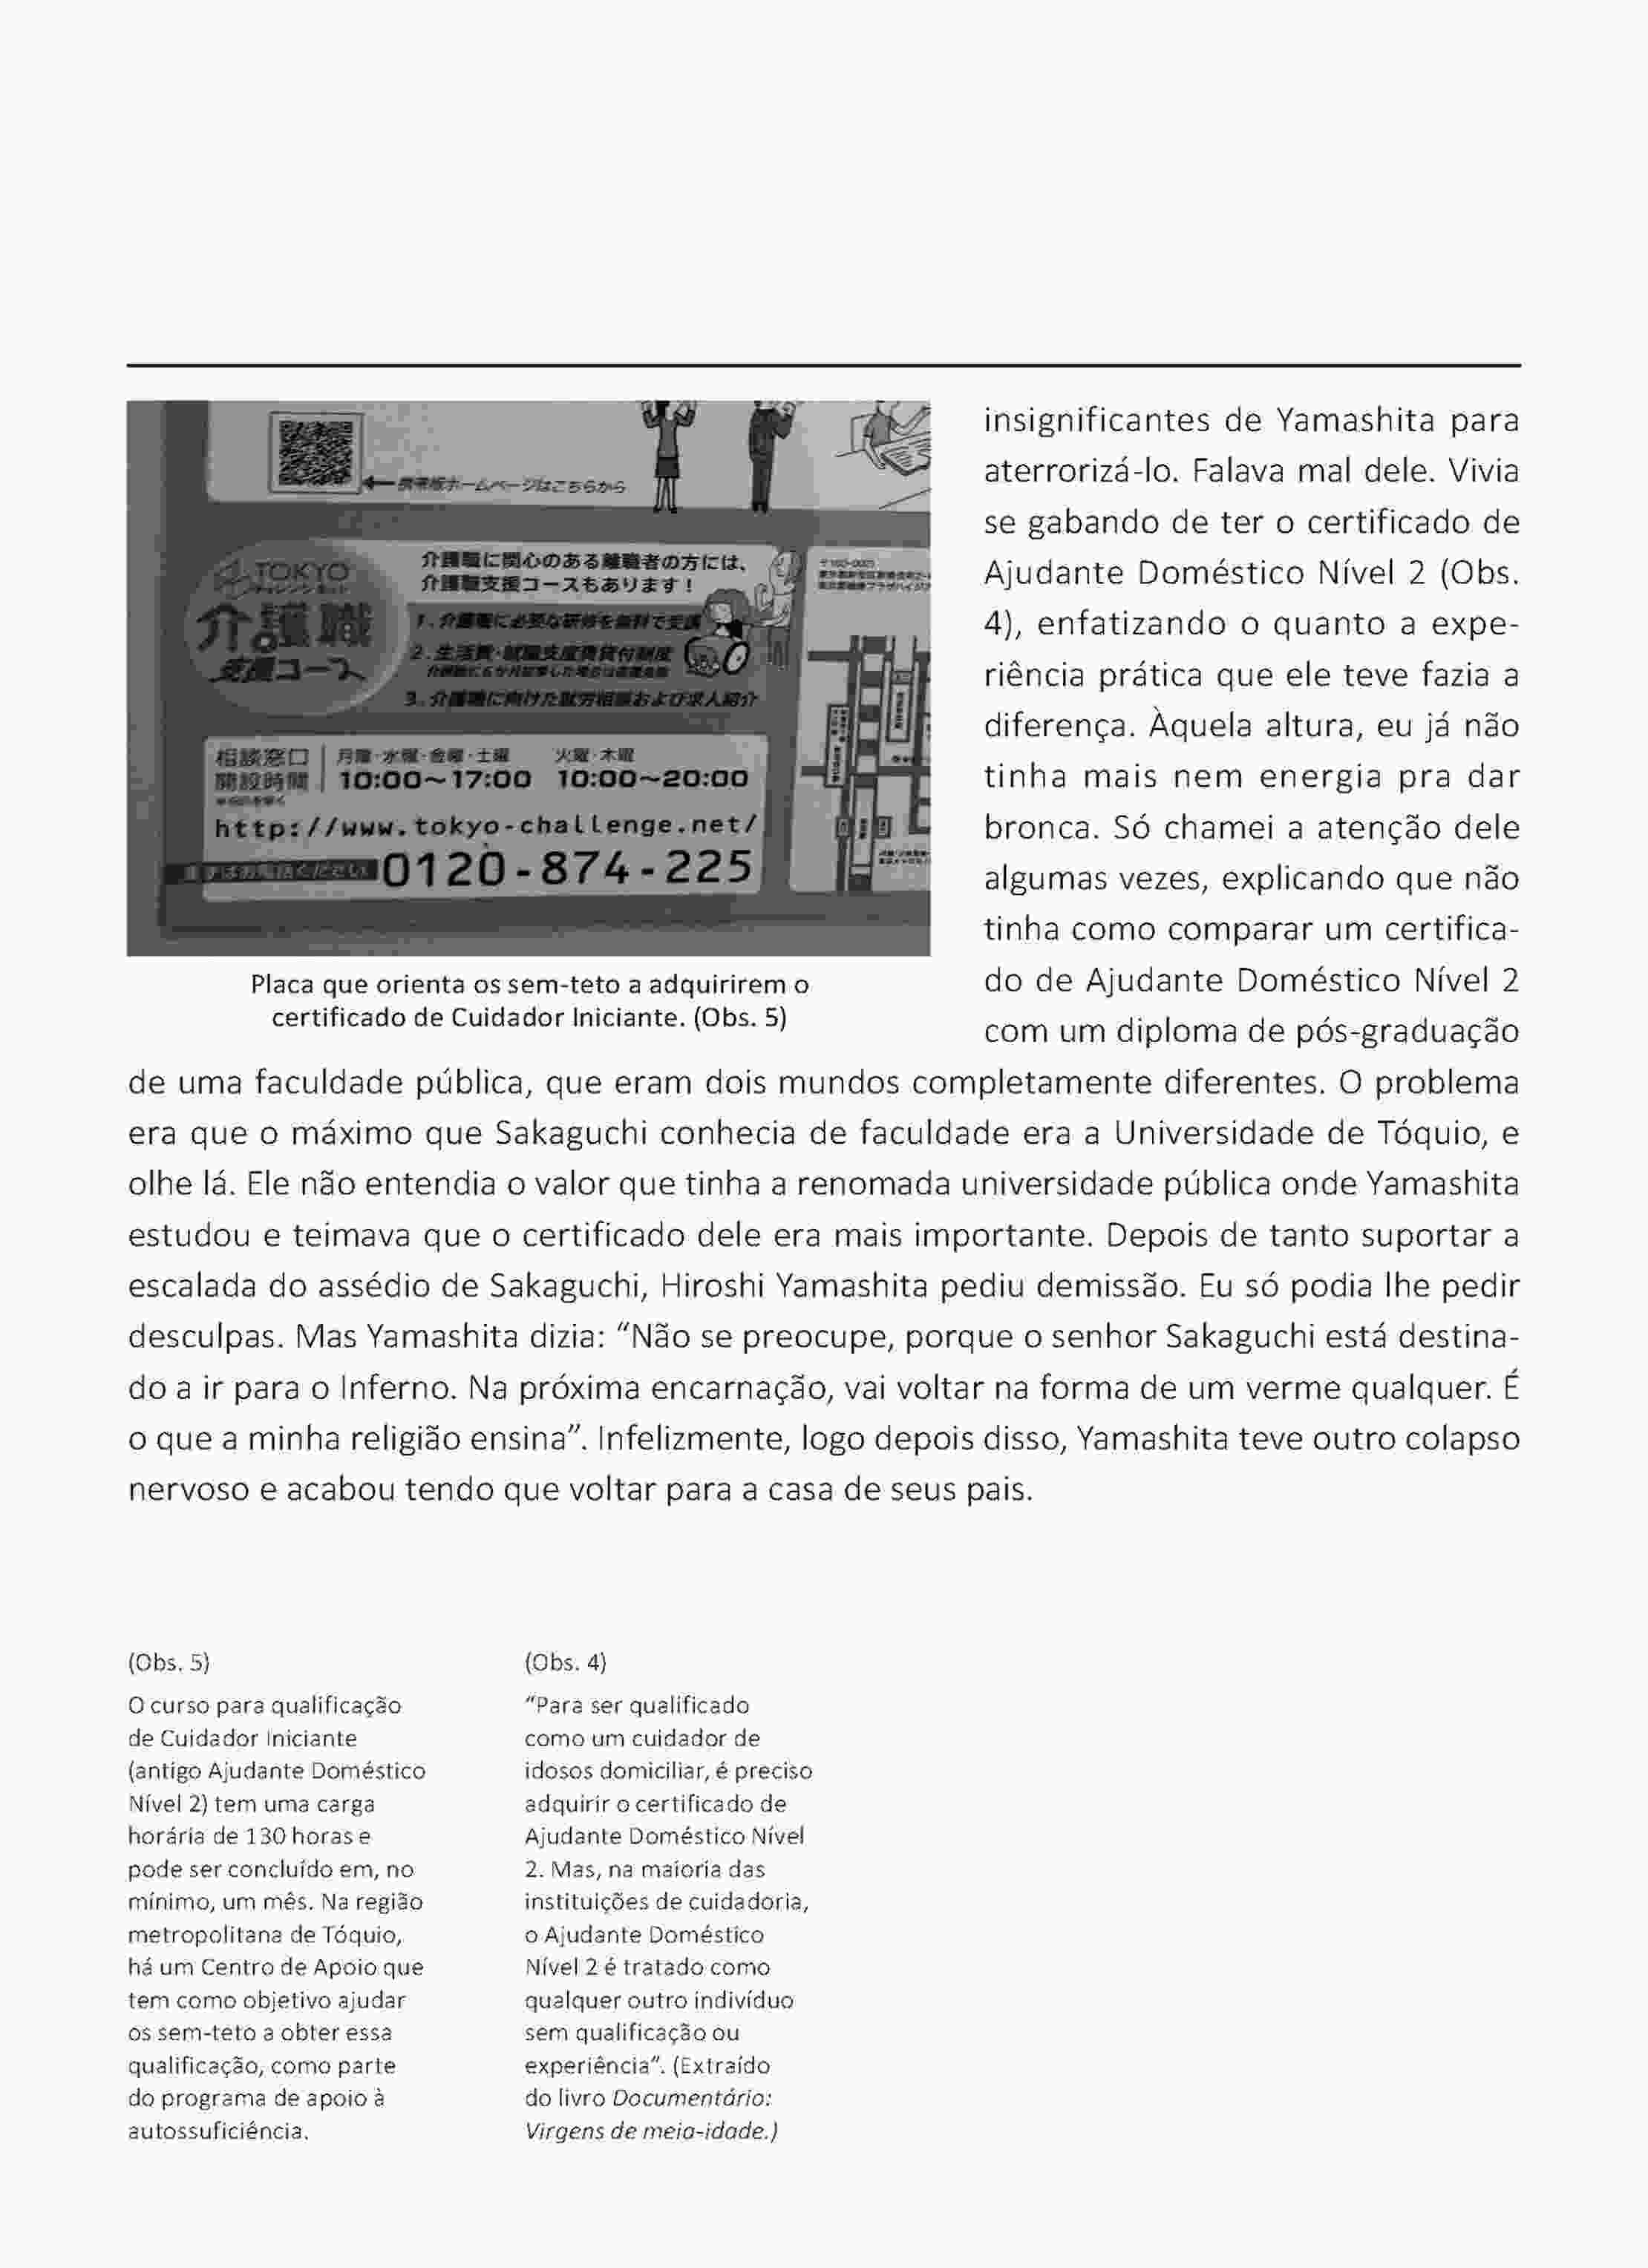 ←携帯版ホームページはこちらから
TOKYO
チャレンジネット
介護職
支援コース
介護職に関心のある離職者の方には、
介護職支援コースもあります！
1.介護職に必要な研修を無料で受講
2.生活費・就職支度費貸付制度
3.介護職に向けた就労相談および求人紹介
相談窓口
開設時間
月曜・水曜・金曜・土曜 火曜・木曜
10:00～17:00 10:00～20:00
http://www.tokyo-challenge.net/
まずはお電話ください 0120-874-225
Placa que orienta os sem-teto a adquirirem o
certificado de Cuidador Iniciante. (Obs. 5)
insignificantes de Yamashita para
aterrorizá-lo. Falava mal dele. Vivia
se gabando de ter o certificado de
Ajudante Doméstico Nível 2 (Obs.
4), enfatizando o quanto a expe-
riência prática que ele teve fazia a
diferença. Àquela altura, eu já não
tinha mais nem energia pra dar
bronca. Só chamei a atenção dele
algumas vezes, explicando que não
tinha como comparar um certifica-
do de Ajudante Doméstico Nível 2
com um diploma de pós-graduação
de uma faculdade pública, que eram dois mundos completamente diferentes. O problema
era que o máximo que Sakaguchi conhecia de faculdade era a Universidade de Tóquio, e
olhe lá. Ele não entendia o valor que tinha a renomada universidade pública onde Yamashita
estudou e teimava que o certificado dele era mais importante. Depois de tanto suportar a
escalada do assédio de Sakaguchi, Hiroshi Yamashita pediu demissão. Eu só podia lhe pedir
desculpas. Mas Yamashita dizia: “Não se preocupe, porque o senhor Sakaguchi está destina-
do a ir para o Inferno. Na próxima encarnação, vai voltar na forma de um verme qualquer. É
o que a minha religião ensina”. Infelizmente, logo depois disso, Yamashita teve outro colapso
nervoso e acabou tendo que voltar para a casa de seus pais.
(Obs. 5)
O curso para qualificação
de Cuidador Iniciante
(antigo Ajudante Doméstico
Nível 2) tem uma carga
horária de 130 horas e
pode ser concluído em, no
mínimo, um mês. Na região
metropolitana de Tóquio,
há um Centro de Apoio que
tem como objetivo ajudar
os sem-teto a obter essa
qualificação, como parte
do programa de apoio à
autossuficiência.
(Obs. 4)
“Para ser qualificado
como um cuidador de
idosos domiciliar, é preciso
adquirir o certificado de
Ajudante Doméstico Nível
2. Mas, na maioria das
instituições de cuidadoria,
o Ajudante Doméstico
Nível 2 é tratado como
qualquer outro indivíduo
sem qualificação ou
experiência”. (Extraído
do livro Documentário:
Virgens de meia-idade.)